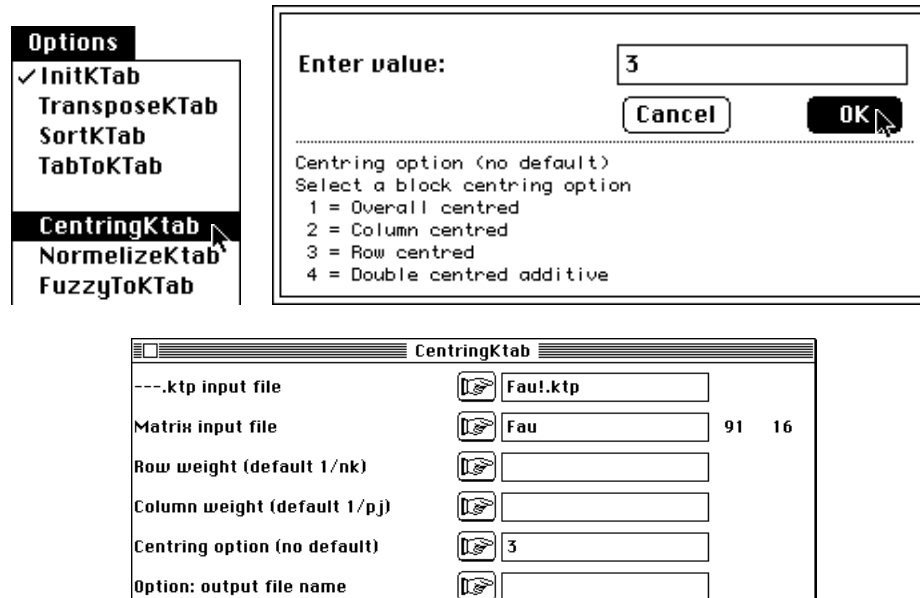 Options
✓ InitKTab
TransposeKTab
SortKTab
TabToKTab
CentringKtab
NormelizeKtab
FuzzyToKTab
Enter value: 3
Cancel OK
Centring option (no default)
Select a block centring option
1 = Overall centred
2 = Column centred
3 = Row centred
4 = Double centred additive
CentringKtab
---.ktp input file Fau!.ktp
Matrix input file Fau 91 16
Row weight (default 1/nk)
Column weight (default 1/pj)
Centring option (no default) 3
Option: output file name